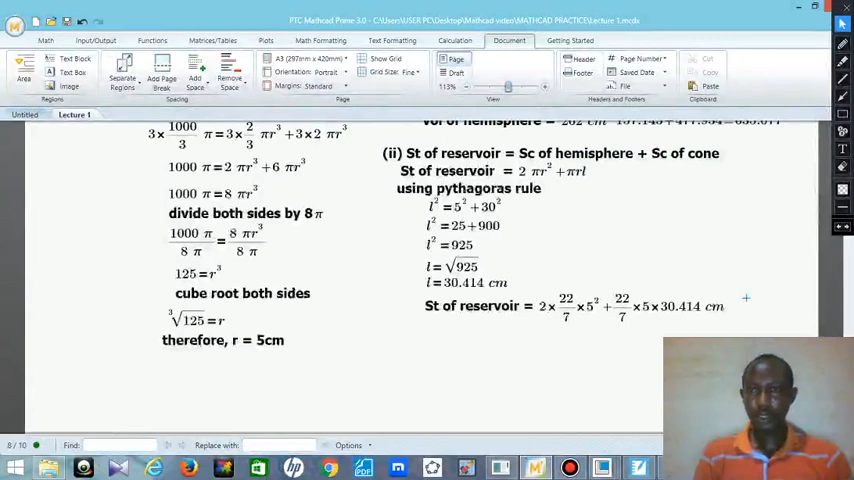 PTC Mathcad Prime 3.0 - C:\Users\USER PC\Desktop\Mathcad video\MATHCAD PRACTICE\Lecture 1.mcdx
Math Input/Output Functions Matrices/Tables Plots Math Formatting Text Formatting Calculation Document Getting Started
Area
Text Block
Text Box
Image
Regions
Separate Regions
Add Page Break
Add Space
Remove Space
Spacing
A3 (297mm x 420mm)
Orientation: Portrait
Margins: Standard
Show Grid
Grid Size: Fine
Page
Page
Draft
113%
View
Header
Footer
Page Number
Saved Date
File
Headers and Footers
Cut
Copy
Paste
Clipboard
Untitled Lecture 1
3×1000/3 π=3×2/3 πr³+3×2 πr³
1000 π=2 πr³+6 πr³
1000 π=8 πr³
divide both sides by 8π
1000 π/8 π=8 πr³/8 π
125=r³
cube root both sides
∛125=r
therefore, r = 5cm
(ii) St of reservoir = Sc of hemisphere + Sc of cone
St of reservoir = 2 πr²+πrl
using pythagoras rule
l²=5²+30²
l²=25+900
l²=925
l=√925
l=30.414 cm
St of reservoir = 2×22/7×5²+22/7×5×30.414 cm
8 / 10 Find: Replace with: Options